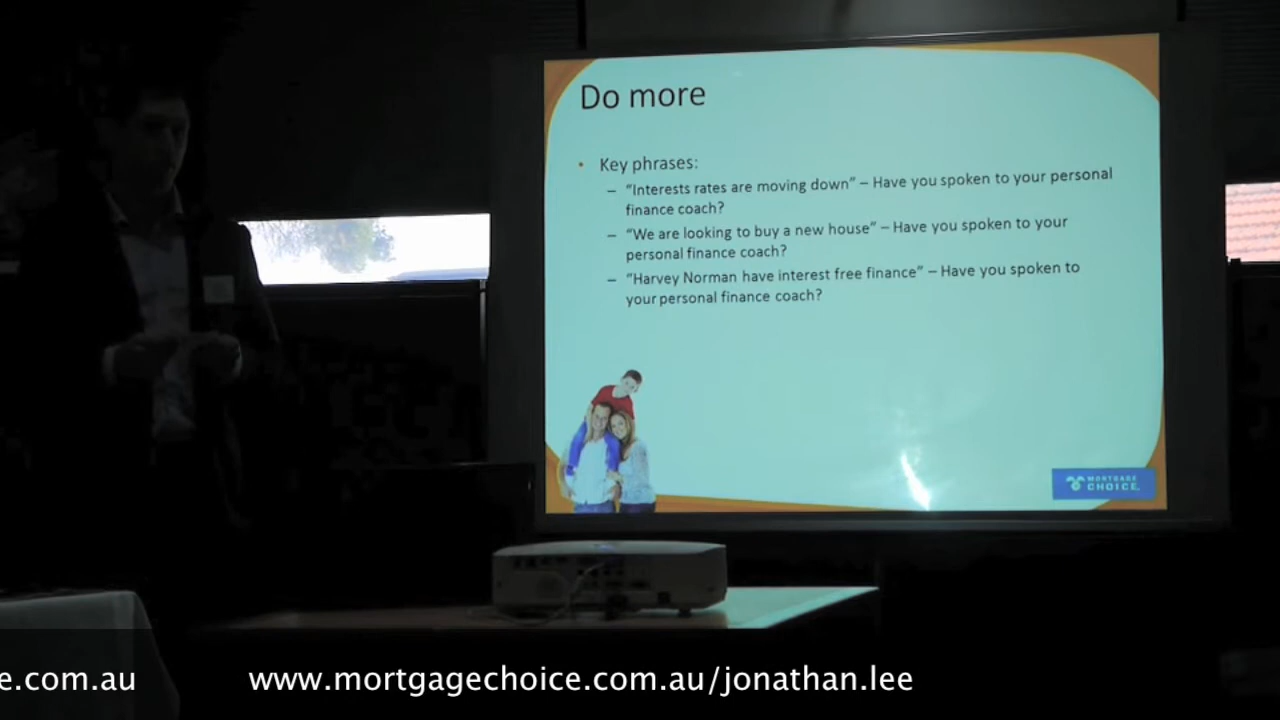 Do more
• Key phrases:
– “Interests rates are moving down” – Have you spoken to your personal
finance coach?
– “We are looking to buy a new house” – Have you spoken to your
personal finance coach?
– “Harvey Norman have interest free finance” – Have you spoken to
your personal finance coach?
MORTGAGE
CHOICE.
e.com.au www.mortgagechoice.com.au/jonathan.lee